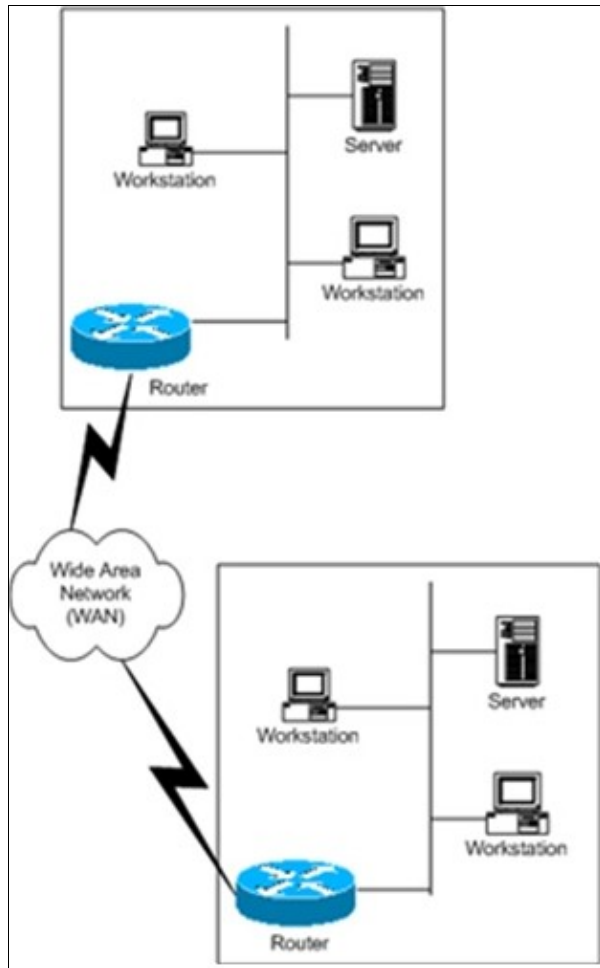 Server
Workstation
Workstation
Router
Wide Area
Network
(WAN)
Server
Workstation
Workstation
Router